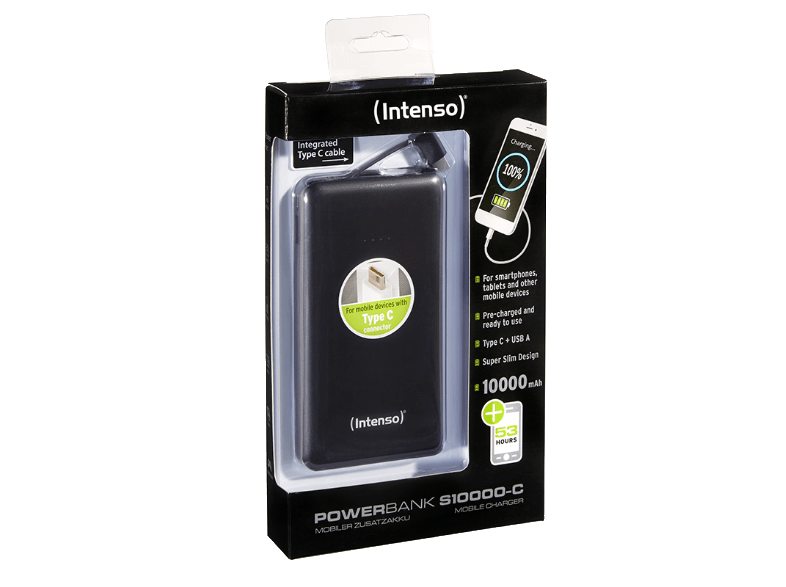 (Intenso)®
Integrated
Type C cable
Charging...
100%
For smartphones,
tablets and other
mobile devices
Pre-charged and
ready to use
Type C + USB A
Super Slim Design
10000 mAh
53
HOURS
For mobile devices with
Type C
connector
(Intenso)®
POWERBANK S10000-C
MOBILER ZUSATZAKKU
MOBILE CHARGER